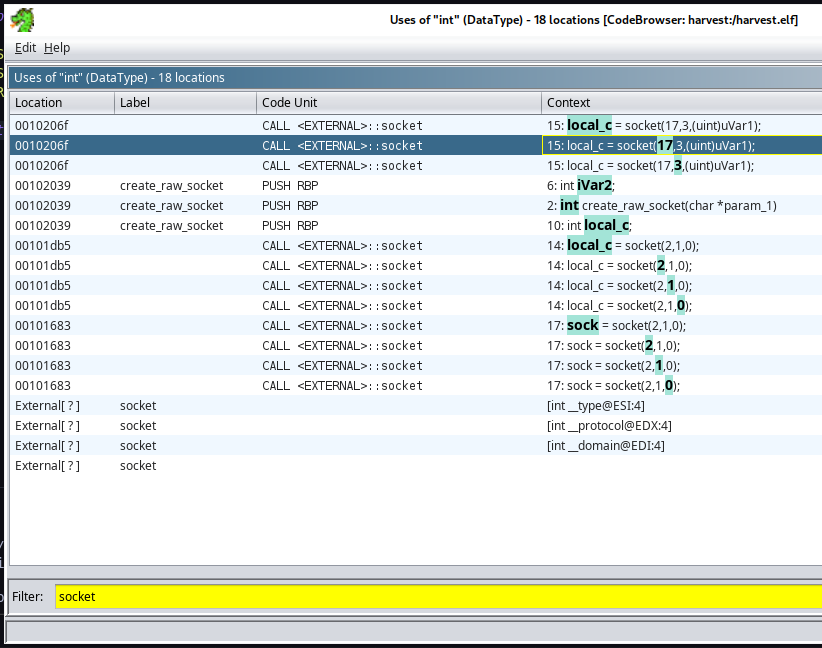 Uses of "int" (DataType) - 18 locations [CodeBrowser: harvest:/harvest.elf]
Edit Help
Uses of "int" (DataType) - 18 locations
Location Label Code Unit Context
0010206f CALL <EXTERNAL>::socket 15: local_c = socket(17,3,(uint)uVar1);
0010206f CALL <EXTERNAL>::socket 15: local_c = socket(17,3,(uint)uVar1);
0010206f CALL <EXTERNAL>::socket 15: local_c = socket(17,3,(uint)uVar1);
00102039 create_raw_socket PUSH RBP 6: int iVar2;
00102039 create_raw_socket PUSH RBP 2: int create_raw_socket(char *param_1)
00102039 create_raw_socket PUSH RBP 10: int local_c;
00101db5 CALL <EXTERNAL>::socket 14: local_c = socket(2,1,0);
00101db5 CALL <EXTERNAL>::socket 14: local_c = socket(2,1,0);
00101db5 CALL <EXTERNAL>::socket 14: local_c = socket(2,1,0);
00101db5 CALL <EXTERNAL>::socket 14: local_c = socket(2,1,0);
00101683 CALL <EXTERNAL>::socket 17: sock = socket(2,1,0);
00101683 CALL <EXTERNAL>::socket 17: sock = socket(2,1,0);
00101683 CALL <EXTERNAL>::socket 17: sock = socket(2,1,0);
00101683 CALL <EXTERNAL>::socket 17: sock = socket(2,1,0);
External[ ? ] socket [int __type@ESI:4]
External[ ? ] socket [int __protocol@EDX:4]
External[ ? ] socket [int __domain@EDI:4]
External[ ? ] socket
Filter: socket